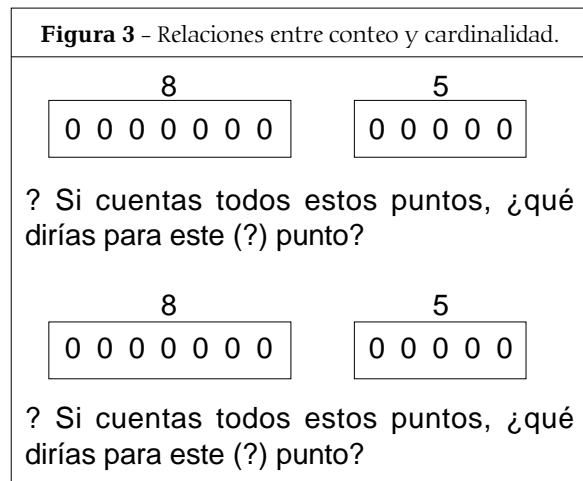 Figura 3 – Relaciones entre conteo y cardinalidad.
8 5
0 0 0 0 0 0 0 0 0 0 0 0
? Si cuentas todos estos puntos, ¿qué
dirías para este (?) punto?
8 5
0 0 0 0 0 0 0 0 0 0 0 0
? Si cuentas todos estos puntos, ¿qué
dirías para este (?) punto?